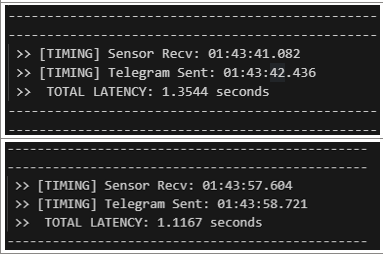 --------------------------------------------
--------------------------------------------
>> [TIMING] Sensor Recv: 01:43:41.082
>> [TIMING] Telegram Sent: 01:43:42.436
>>  TOTAL LATENCY: 1.3544 seconds
--------------------------------------------
--------------------------------------------
-------------------------------------------
-------------------------------------------
>> [TIMING] Sensor Recv: 01:43:57.604
>> [TIMING] Telegram Sent: 01:43:58.721
>>  TOTAL LATENCY: 1.1167 seconds
-------------------------------------------